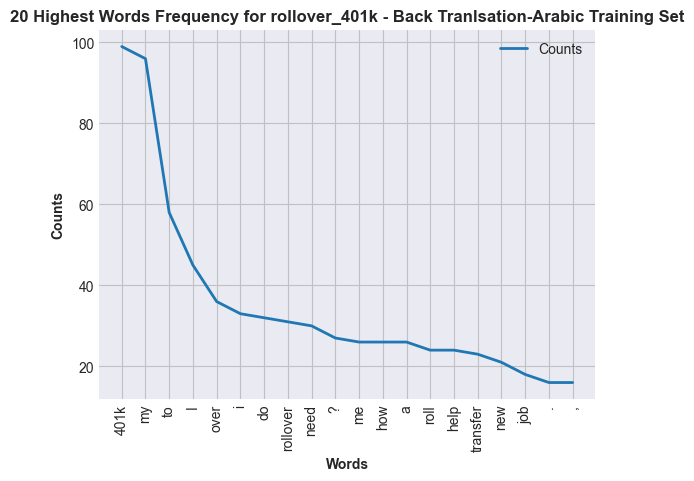 20 Highest Words Frequency for rollover_401k - Back Tranlsation-Arabic Training Set
Counts
100
80
60
40
20
Counts
401k
my
to
I
over
i
do
rollover
need
?
me
how
a
roll
help
transfer
new
job
.
,
Words